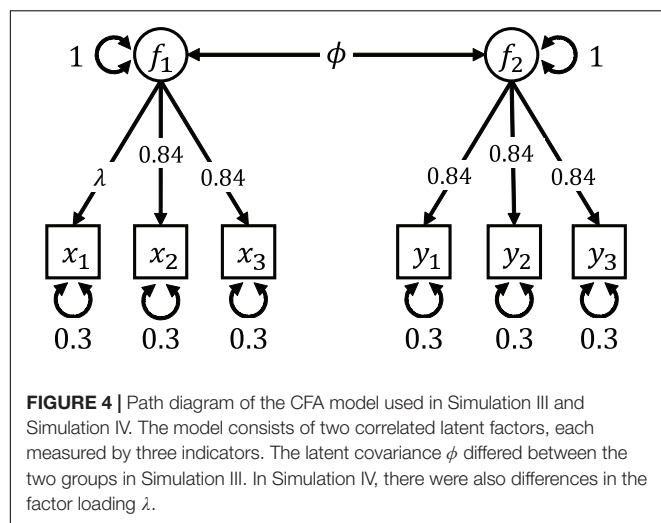 1 f₁ ϕ f₂ 1
λ 0.84 0.84 0.84 0.84 0.84
x₁ x₂ x₃ y₁ y₂ y₃
0.3 0.3 0.3 0.3 0.3 0.3
FIGURE 4 | Path diagram of the CFA model used in Simulation III and
Simulation IV. The model consists of two correlated latent factors, each
measured by three indicators. The latent covariance ϕ differed between the
two groups in Simulation III. In Simulation IV, there were also differences in the
factor loading λ.